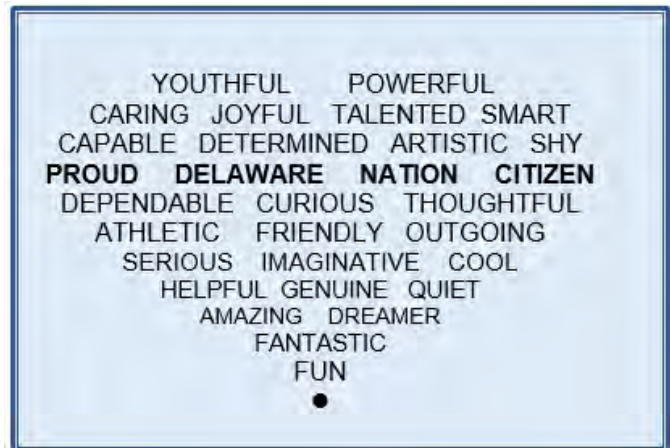 YOUTHFUL POWERFUL
CARING JOYFUL TALENTED SMART
CAPABLE DETERMINED ARTISTIC SHY
PROUD DELAWARE NATION CITIZEN
DEPENDABLE CURIOUS THOUGHTFUL
ATHLETIC FRIENDLY OUTGOING
SERIOUS IMAGINATIVE COOL
HELPFUL GENUINE QUIET
AMAZING DREAMER
FANTASTIC
FUN